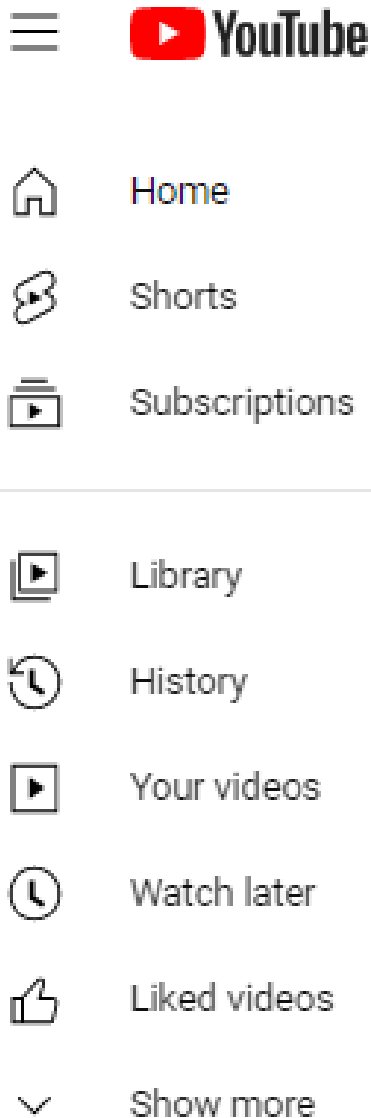 YouTube
Home
Shorts
Subscriptions
Library
History
Your videos
Watch later
Liked videos
Show more